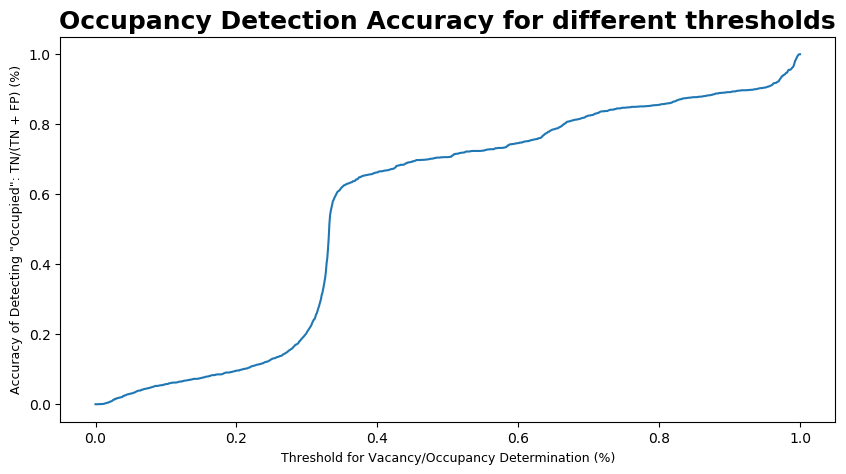 Occupancy Detection Accuracy for different thresholds
Accuracy of Detecting "Occupied": TN/(TN + FP) (%)
1.0
0.8
0.6
0.4
0.2
0.0
0.0 0.2 0.4 0.6 0.8 1.0
Threshold for Vacancy/Occupancy Determination (%)